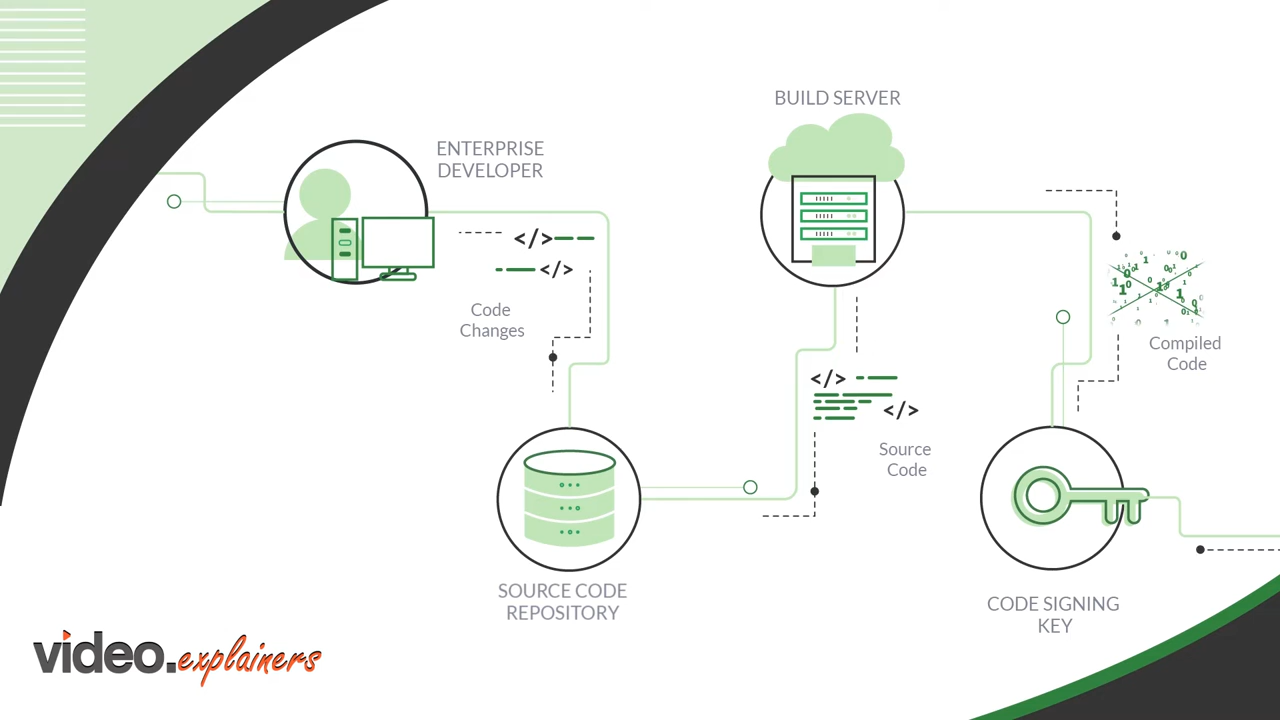 BUILD SERVER
ENTERPRISE
DEVELOPER
</>
</>
Code
Changes
Compiled
Code
</>
</>
Source
Code
SOURCE CODE
REPOSITORY
CODE SIGNING
KEY
video.explainers